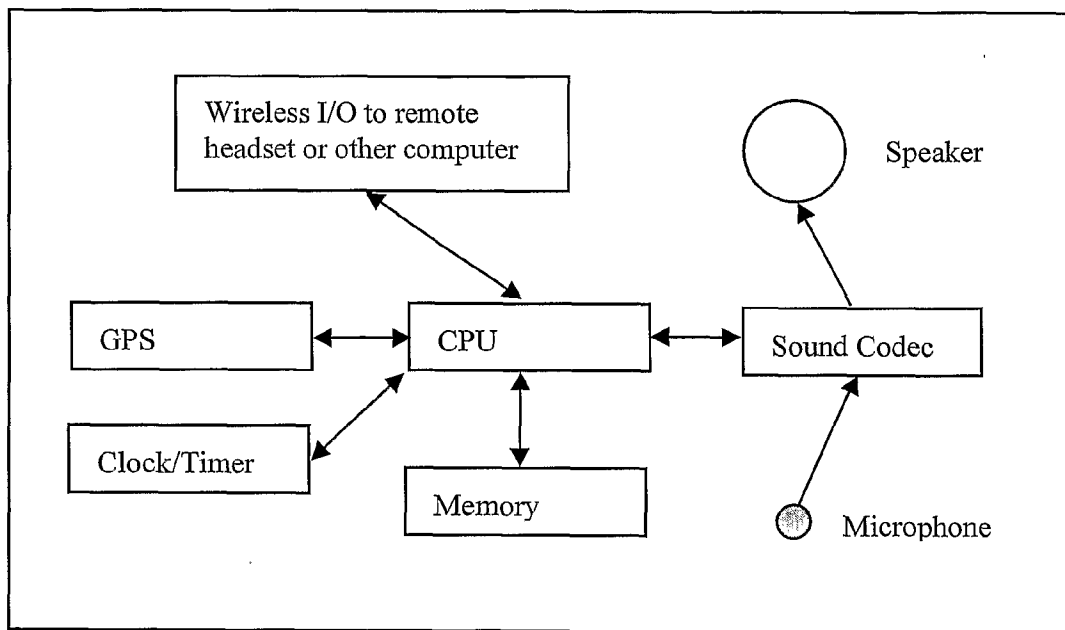 Wireless I/O to remote
headset or other computer
Speaker
GPS
CPU
Sound Codec
Clock/Timer
Memory
Microphone